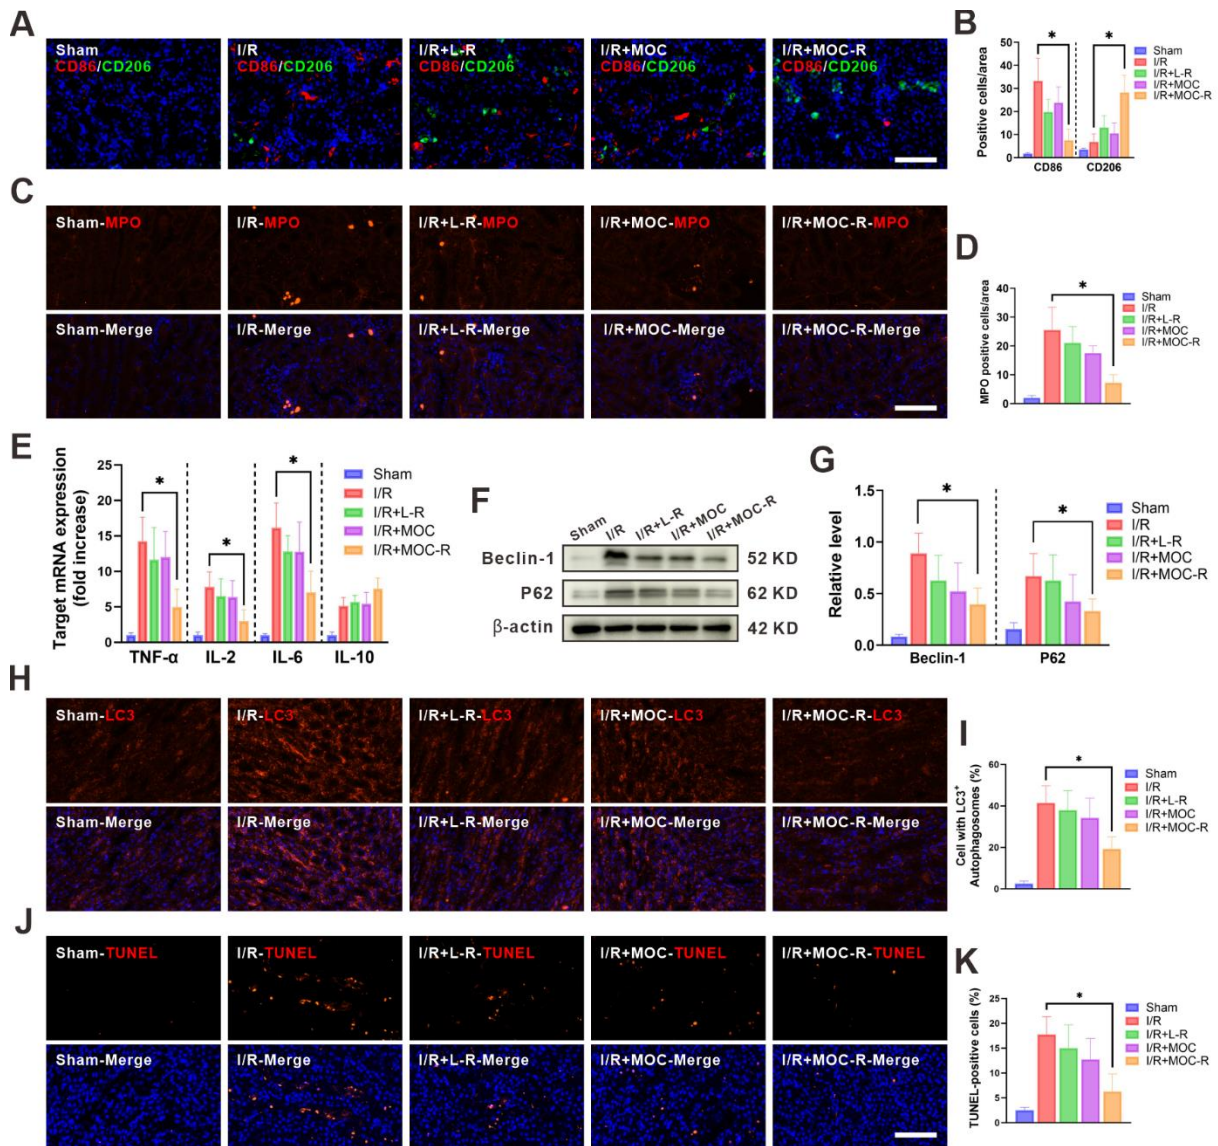 A
Sham
CD86/CD206
I/R
CD86/CD206
I/R+L-R
CD86/CD206
I/R+MOC
CD86/CD206
I/R+MOC-R
CD86/CD206
B
Positive cells/area
50
40
30
20
10
0
*
*
CD86
CD206
Sham
I/R
I/R+L-R
I/R+MOC
I/R+MOC-R
C
Sham-MPO
I/R-MPO
I/R+L-R-MPO
I/R+MOC-MPO
I/R+MOC-R-MPO
Sham-Merge
I/R-Merge
I/R+L-R-Merge
I/R+MOC-Merge
I/R+MOC-R-Merge
D
MPO positive cells/area
40
30
20
10
0
*
Sham
I/R
I/R+L-R
I/R+MOC
I/R+MOC-R
E
Target mRNA expression
(fold increase)
25
20
15
10
5
0
*
*
*
TNF-α
IL-2
IL-6
IL-10
Sham
I/R
I/R+L-R
I/R+MOC
I/R+MOC-R
F
Sham
I/R
I/R+L-R
I/R+MOC
I/R+MOC-R
Beclin-1
52 KD
P62
62 KD
β-actin
42 KD
G
Relative level
1.5
1.0
0.5
0.0
*
*
Beclin-1
P62
Sham
I/R
I/R+L-R
I/R+MOC
I/R+MOC-R
H
Sham-LC3
I/R-LC3
I/R+L-R-LC3
I/R+MOC-LC3
I/R+MOC-R-LC3
Sham-Merge
I/R-Merge
I/R+L-R-Merge
I/R+MOC-Merge
I/R+MOC-R-Merge
I
Cell with LC3+
Autophagosomes (%)
60
40
20
0
*
Sham
I/R
I/R+L-R
I/R+MOC
I/R+MOC-R
J
Sham-TUNEL
I/R-TUNEL
I/R+L-R-TUNEL
I/R+MOC-TUNEL
I/R+MOC-R-TUNEL
Sham-Merge
I/R-Merge
I/R+L-R-Merge
I/R+MOC-Merge
I/R+MOC-R-Merge
K
TUNEL-positive cells (%)
25
20
15
10
5
0
*
Sham
I/R
I/R+L-R
I/R+MOC
I/R+MOC-R